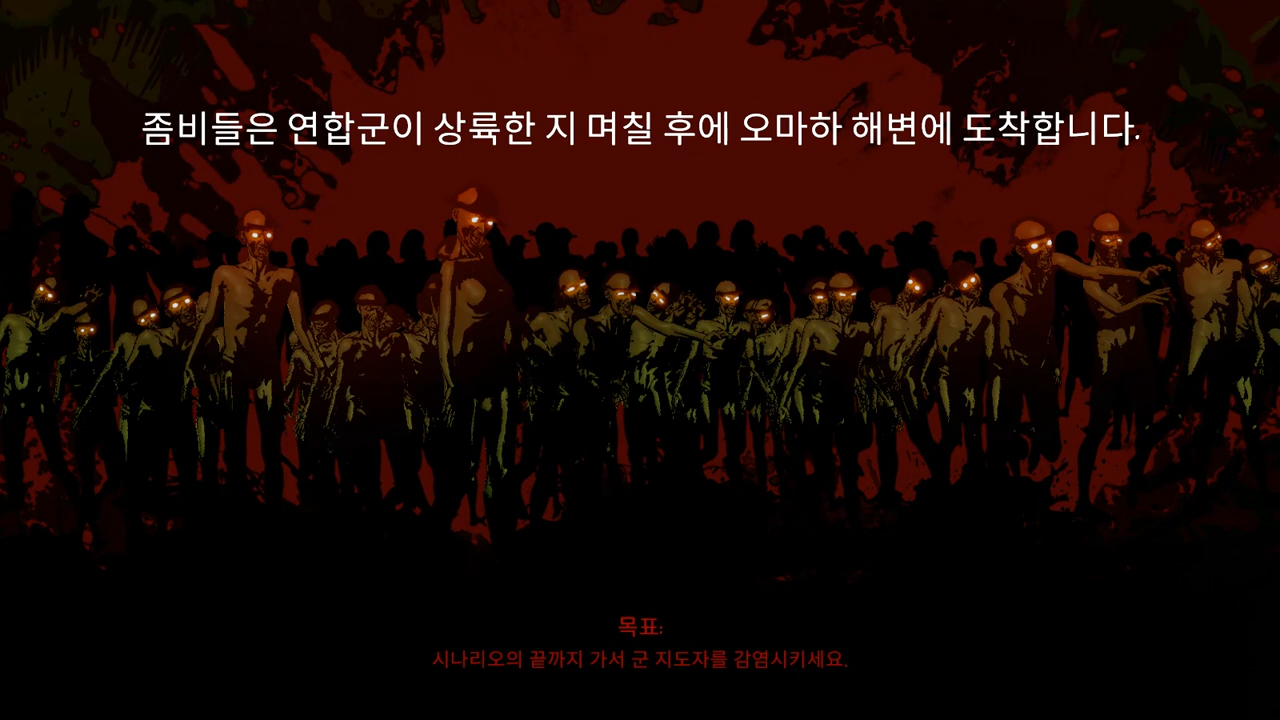 좀비들은 연합군이 상륙한 지 며칠 후에 오마하 해변에 도착합니다.
목표:
시나리오의 끝까지 가서 군 지도자를 감염시키세요.